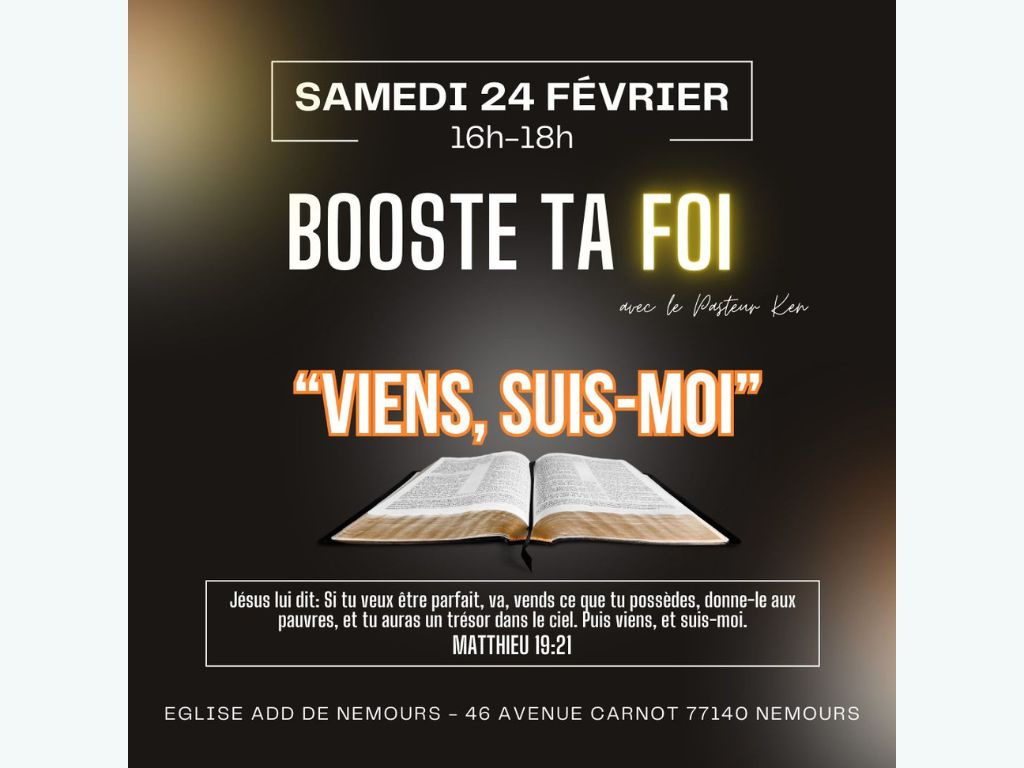 SAMEDI 24 FÉVRIER
16h-18h
BOOSTE TA FOI
avec le Pasteur Ken
“VIENS, SUIS-MOI”
Jésus lui dit: Si tu veux être parfait, va, vends ce que tu possèdes, donne-le aux
pauvres, et tu auras un trésor dans le ciel. Puis viens, et suis-moi.
MATTHIEU 19:21
EGLISE ADD DE NEMOURS - 46 AVENUE CARNOT 77140 NEMOURS